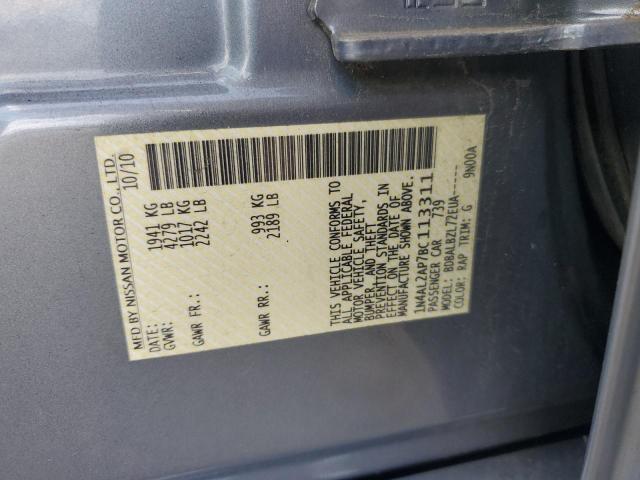 MFD BY NISSAN MOTOR CO., LTD.
DATE: 10/10
GVWR: 1941 KG
4279 LB
GAWR FR: 1017 KG
2242 LB
GAWR RR: 993 KG
2189 LB
THIS VEHICLE CONFORMS TO
ALL APPLICABLE FEDERAL
MOTOR VEHICLE SAFETY,
BUMPER, AND THEFT
PREVENTION STANDARDS IN
EFFECT ON THE DATE OF
MANUFACTURE SHOWN ABOVE.
1N4AL2AP7BC113311
PASSENGER CAR 739
MODEL: BDBALBZL72EUA-----
COLOR: RAP TRIM: G 9N00A